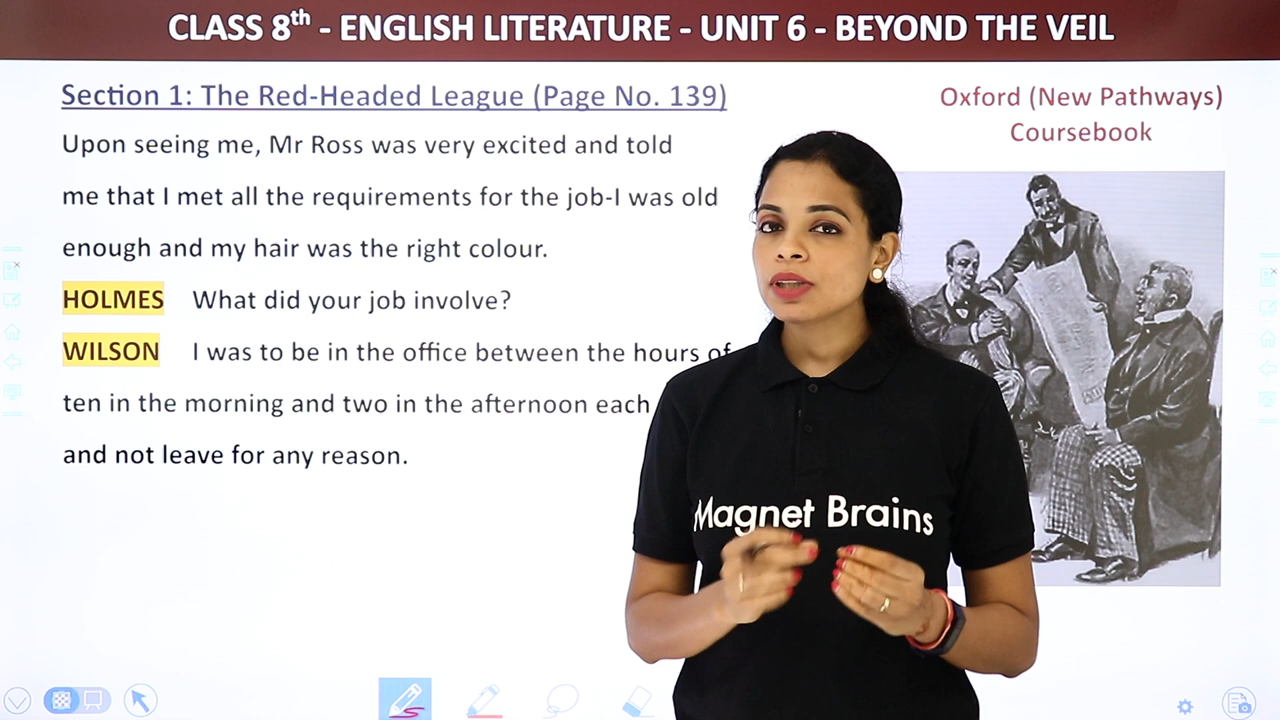 CLASS 8th - ENGLISH LITERATURE - UNIT 6 - BEYOND THE VEIL
Section 1: The Red-Headed League (Page No. 139)
Oxford (New Pathways)
Coursebook
Upon seeing me, Mr Ross was very excited and told
me that I met all the requirements for the job-I was old
enough and my hair was the right colour.
HOLMES What did your job involve?
WILSON I was to be in the office between the hours of
ten in the morning and two in the afternoon each
and not leave for any reason.
Magnet Brains